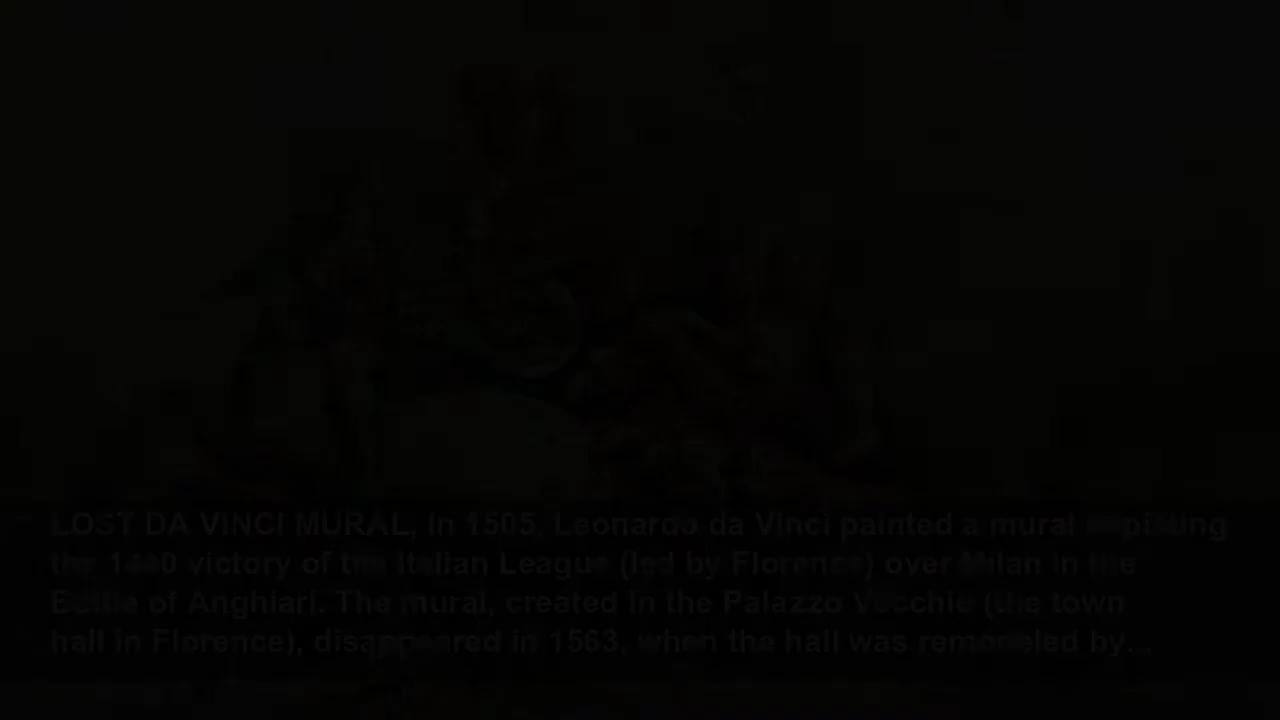 LOST DA VINCI MURAL, In 1505, Leonardo da Vinci painted a mural depicting
the 1440 victory of the Italian League (led by Florence) over Milan in the
Battle of Anghiari. The mural, created in the Palazzo Vecchio (the town
hall in Florence), disappeared in 1563, when the hall was remodeled by...